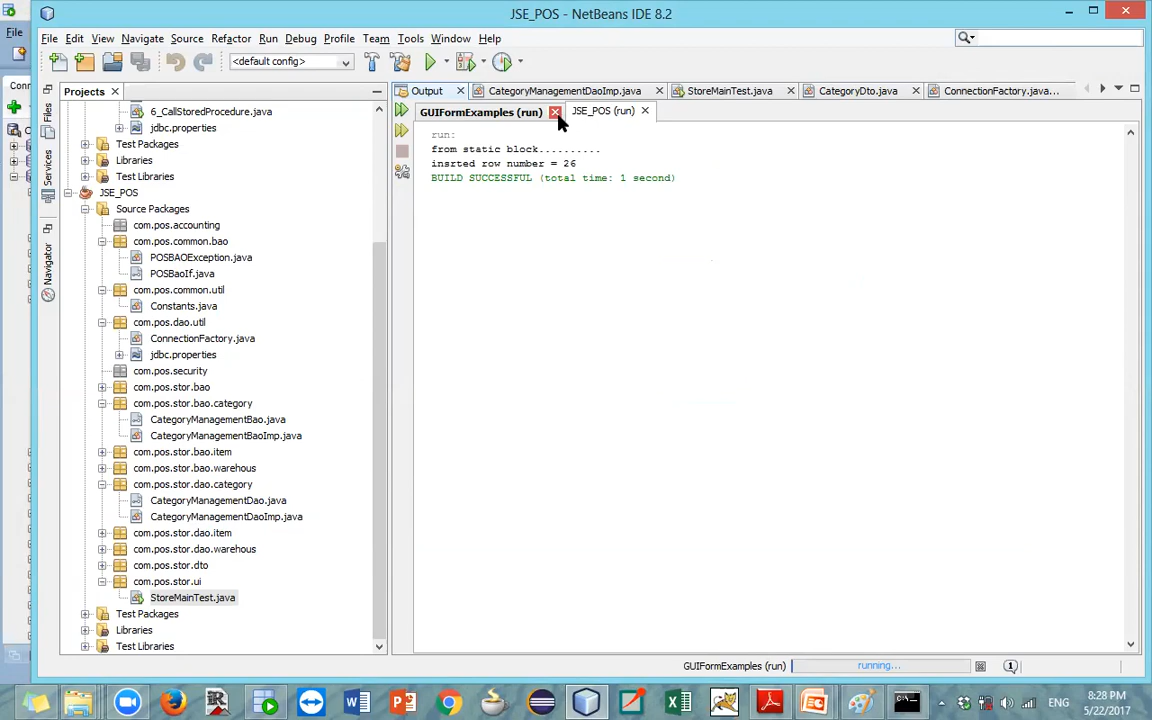 JSE_POS - NetBeans IDE 8.2
File
File Edit View Navigate Source Refactor Run Debug Profile Team Tools Window Help
<default config>
Conn
Projects
Output
CategoryManagementDaoImp.java
StoreMainTest.java
CategoryDto.java
ConnectionFactory.java...
Files
Services
Navigator
GUIFormExamples (run)
JSE_POS (run)
run:
from static block..........
insrted row number = 26
BUILD SUCCESSFUL (total time: 1 second)
6_CallStoredProcedure.java
jdbc.properties
Test Packages
Libraries
Test Libraries
JSE_POS
Source Packages
com.pos.accounting
com.pos.common.bao
POSBAOException.java
POSBaoIf.java
com.pos.common.util
Constants.java
com.pos.dao.util
ConnectionFactory.java
jdbc.properties
com.pos.security
com.pos.stor.bao
com.pos.stor.bao.category
CategoryManagementBao.java
CategoryManagementBaoImp.java
com.pos.stor.bao.item
com.pos.stor.bao.warehous
com.pos.stor.dao.category
CategoryManagementDao.java
CategoryManagementDaoImp.java
com.pos.stor.dao.item
com.pos.stor.dao.warehous
com.pos.stor.dto
com.pos.stor.ui
StoreMainTest.java
Test Packages
Libraries
Test Libraries
GUIFormExamples (run)
running...
1
ENG
8:28 PM
5/22/2017